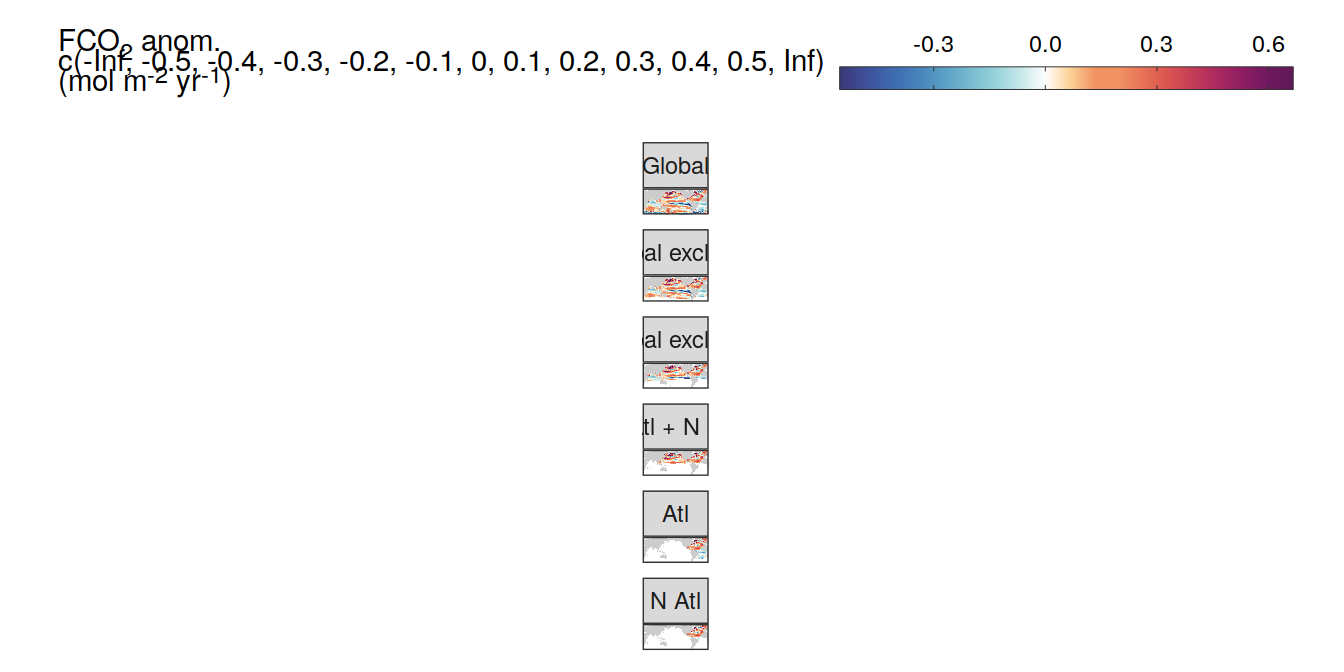 FCO₂ anom.
c(-Inf, -0.5, -0.4, -0.3, -0.2, -0.1, 0, 0.1, 0.2, 0.3, 0.4, 0.5, Inf)
(mol m⁻² yr⁻¹)
-0.3 0.0 0.3 0.6
Global
al excl
al excl
tl + N
Atl
N Atl